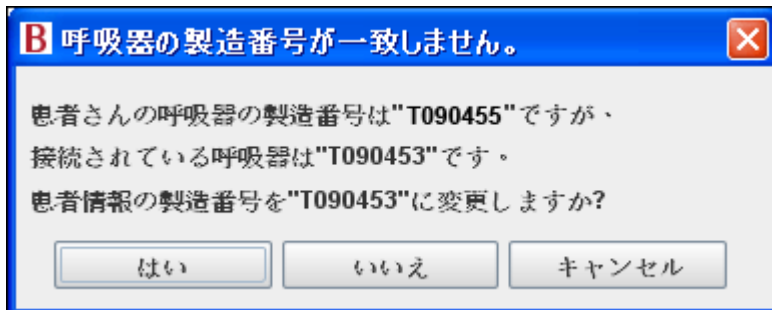 B 呼吸器の製造番号が一致しません。
患者さんの呼吸器の製造番号は"T090455"ですが、
接続されている呼吸器は"T090453"です。
患者情報の製造番号を"T090453"に変更しますか?
はい いいえ キャンセル